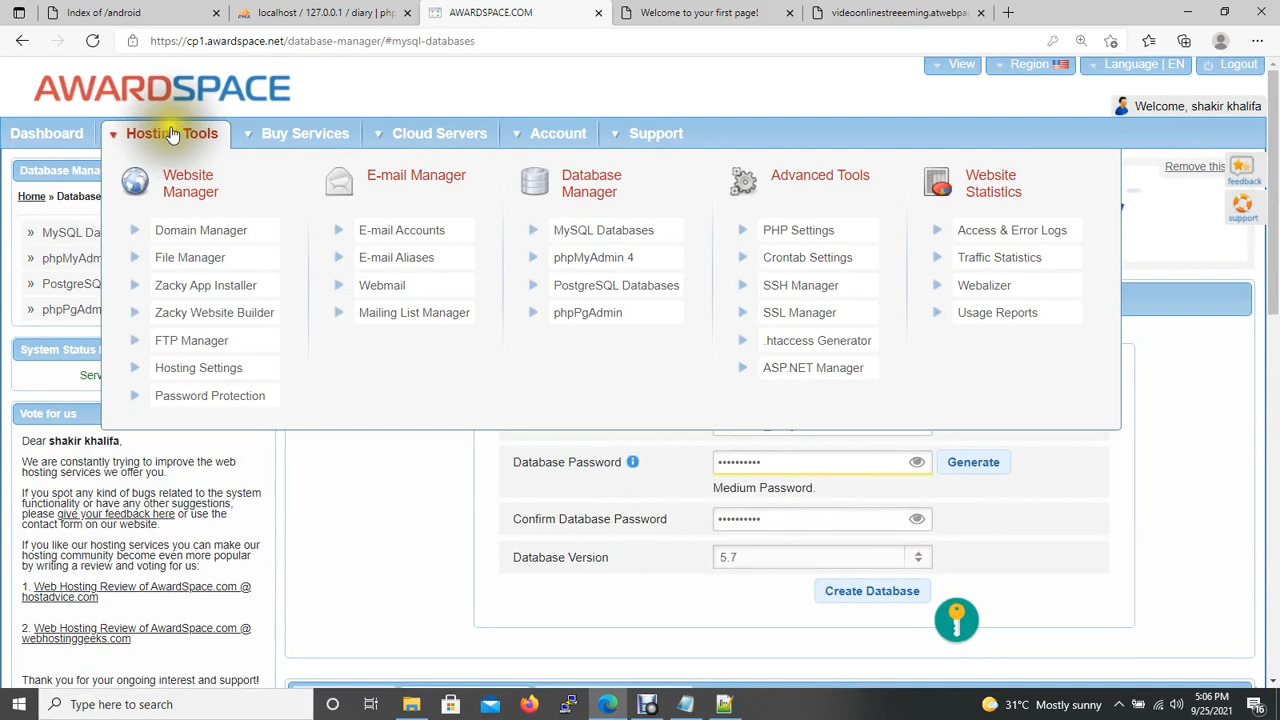 Index of /android
localhost / 127.0.0.1 / diary | ph
AWARDSPACE.COM
Welcome to your first page!
videoonlinestreeeming.atwebpa
https://cp1.awardspace.net/database-manager/#mysql-databases
View
Region
Language | EN
Logout
AWARDSPACE
Welcome, shakir khalifa
Dashboard
Hosting Tools
Buy Services
Cloud Servers
Account
Support
Database Mana
Home » Databas
» MySQL Da
» phpMyAdm
» PostgreSQL
» phpPgAdm
System Status
Serv
Vote for us
Website Manager
Domain Manager
File Manager
Zacky App Installer
Zacky Website Builder
FTP Manager
Hosting Settings
Password Protection
E-mail Manager
E-mail Accounts
E-mail Aliases
Webmail
Mailing List Manager
Database Manager
MySQL Databases
phpMyAdmin 4
PostgreSQL Databases
phpPgAdmin
Advanced Tools
PHP Settings
Crontab Settings
SSH Manager
SSL Manager
.htaccess Generator
ASP.NET Manager
Website Statistics
Access & Error Logs
Traffic Statistics
Webalizer
Usage Reports
Remove this
feedback
support
Dear shakir khalifa,
We are constantly trying to improve the web
hosting services we offer you.
If you spot any kind of bugs related to the system
functionality or have any other suggestions,
please give your feedback here or use the
contact form on our website.
If you like our hosting services you can make our
hosting community become even more popular
by writing a review and voting for us:
1. Web Hosting Review of AwardSpace.com @
hostadvice.com
2. Web Hosting Review of AwardSpace.com @
webhostinggeeks.com
Thank you for your ongoing interest and support!
Database Password
Generate
Medium Password.
Confirm Database Password
Database Version
5.7
Create Database
Type here to search
31°C Mostly sunny
5:06 PM
9/25/2021
16